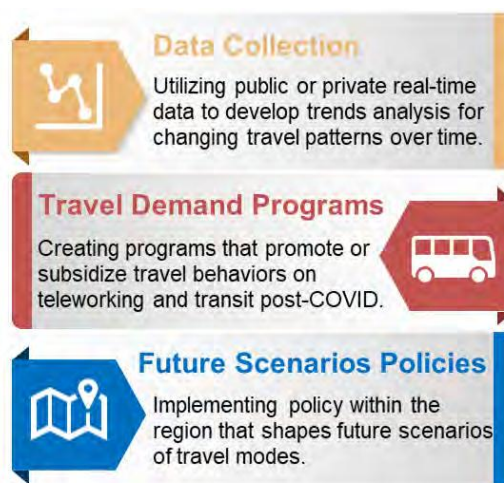 Data Collection
Utilizing public or private real-time
data to develop trends analysis for
changing travel patterns over time.
Travel Demand Programs
Creating programs that promote or
subsidize travel behaviors on
teleworking and transit post-COVID.
Future Scenarios Policies
Implementing policy within the
region that shapes future scenarios
of travel modes.